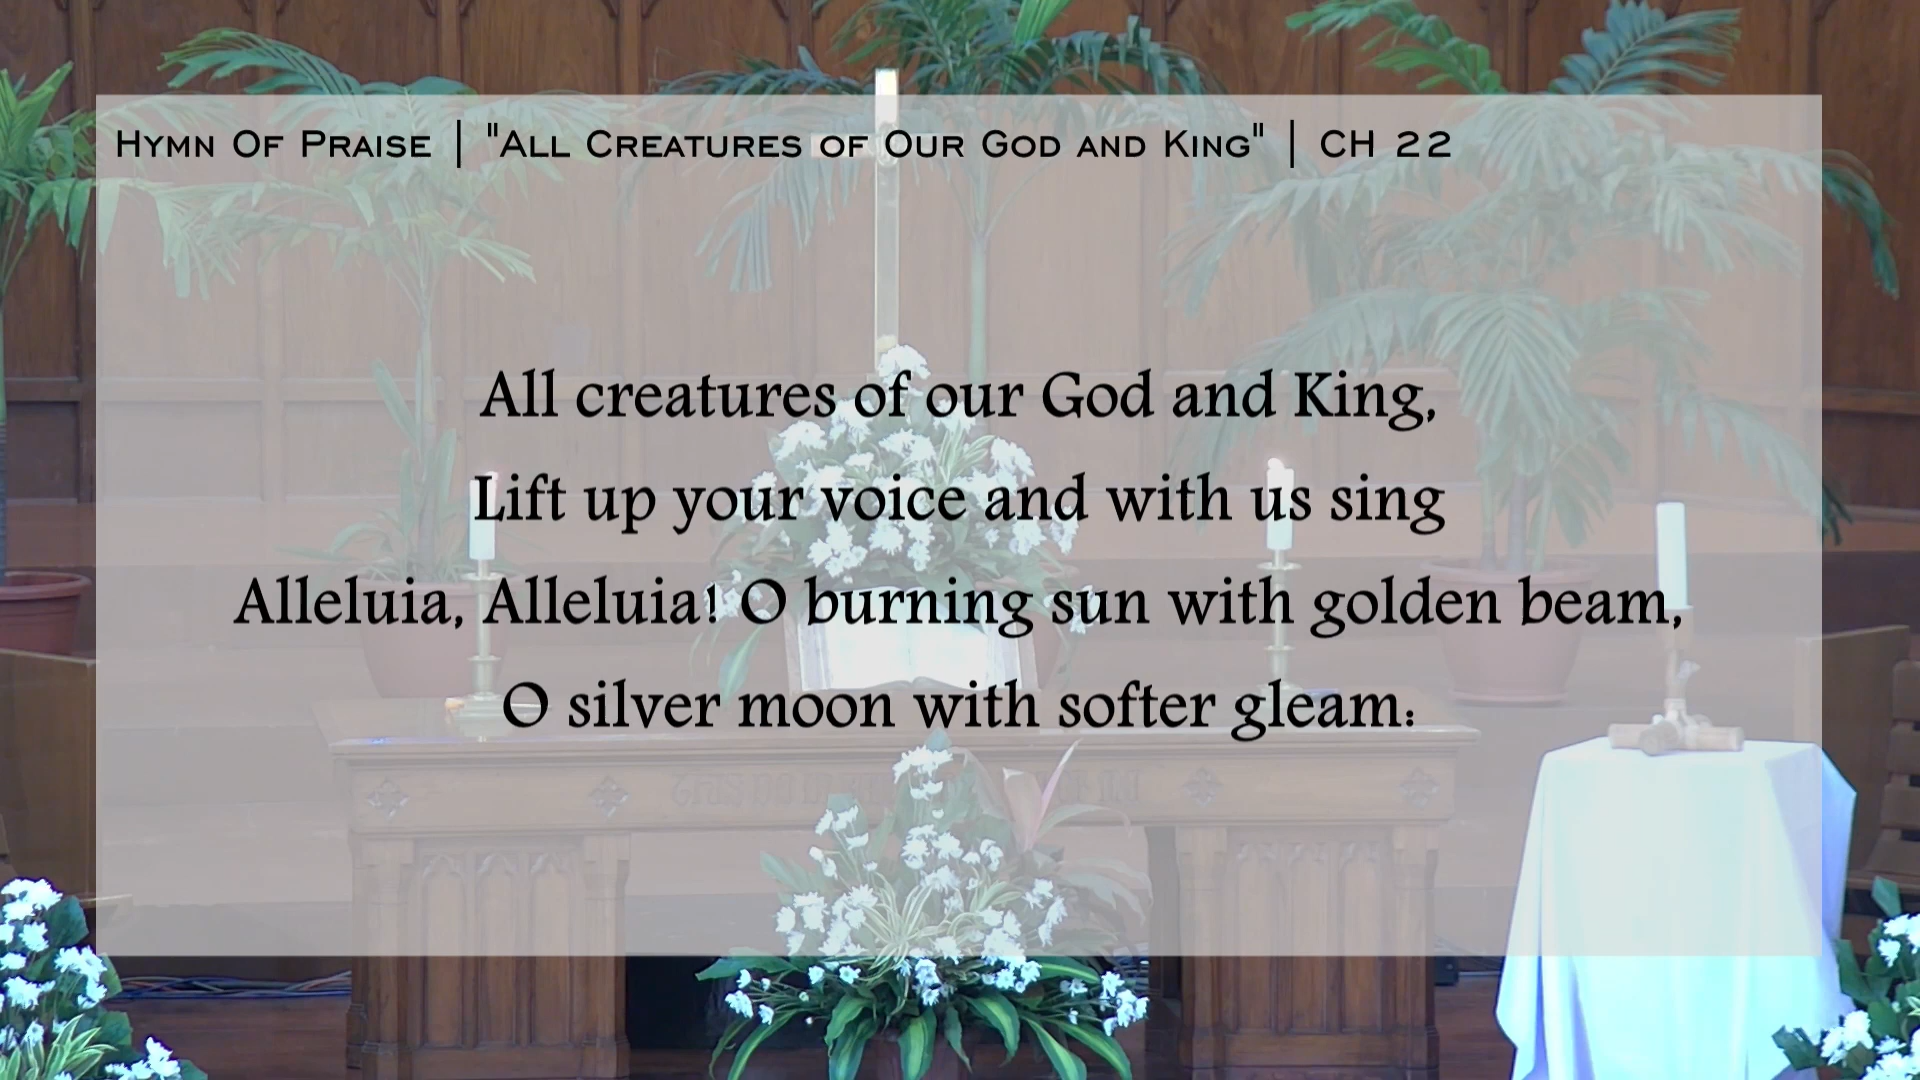 Hymn Of Praise | "All Creatures of Our God and King" | CH 22
All creatures of our God and King,
Lift up your voice and with us sing
Alleluia, Alleluia! O burning sun with golden beam,
O silver moon with softer gleam: